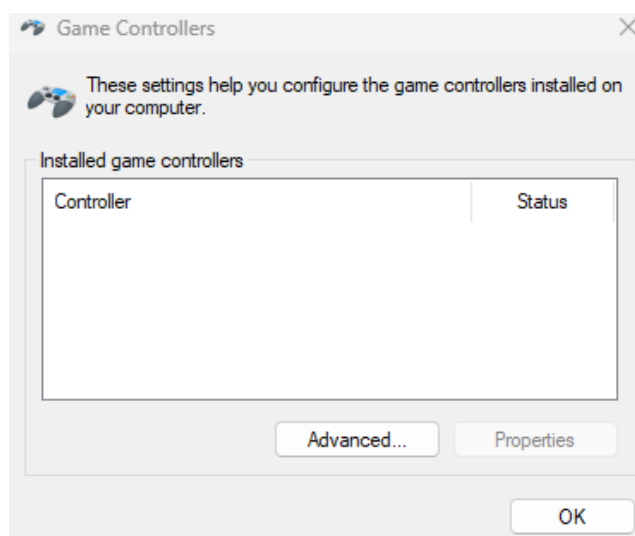 Game Controllers
These settings help you configure the game controllers installed on
your computer.
Installed game controllers
Controller Status
Advanced... Properties
OK